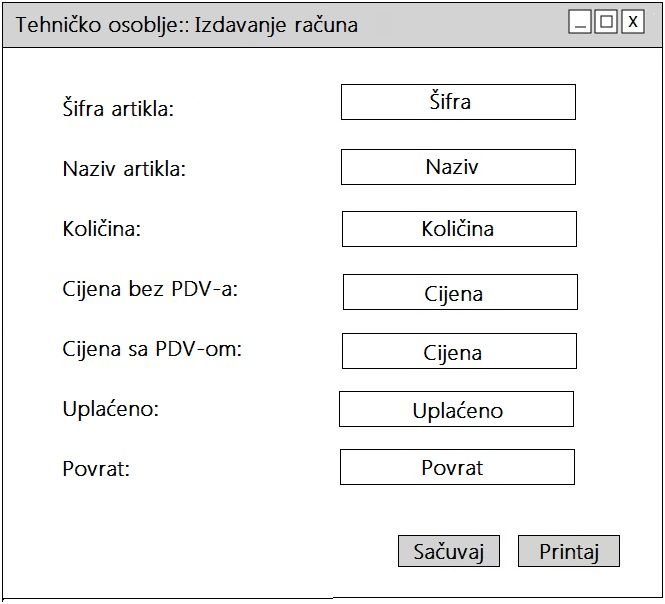 Tehničko osoblje:: Izdavanje računa
Šifra artikla: Šifra
Naziv artikla: Naziv
Količina: Količina
Cijena bez PDV-a: Cijena
Cijena sa PDV-om: Cijena
Uplaćeno: Uplaćeno
Povrat: Povrat
Sačuvaj Printaj